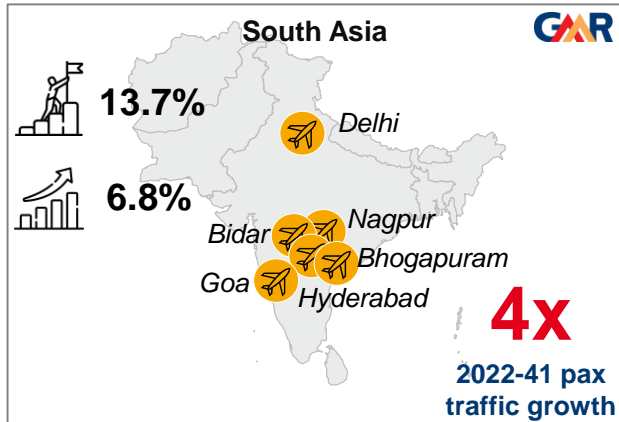 South Asia
GMR
13.7%
Delhi
6.8%
Nagpur
Bidar
Bhogapuram
Goa
Hyderabad
4x
2022-41 pax
traffic growth